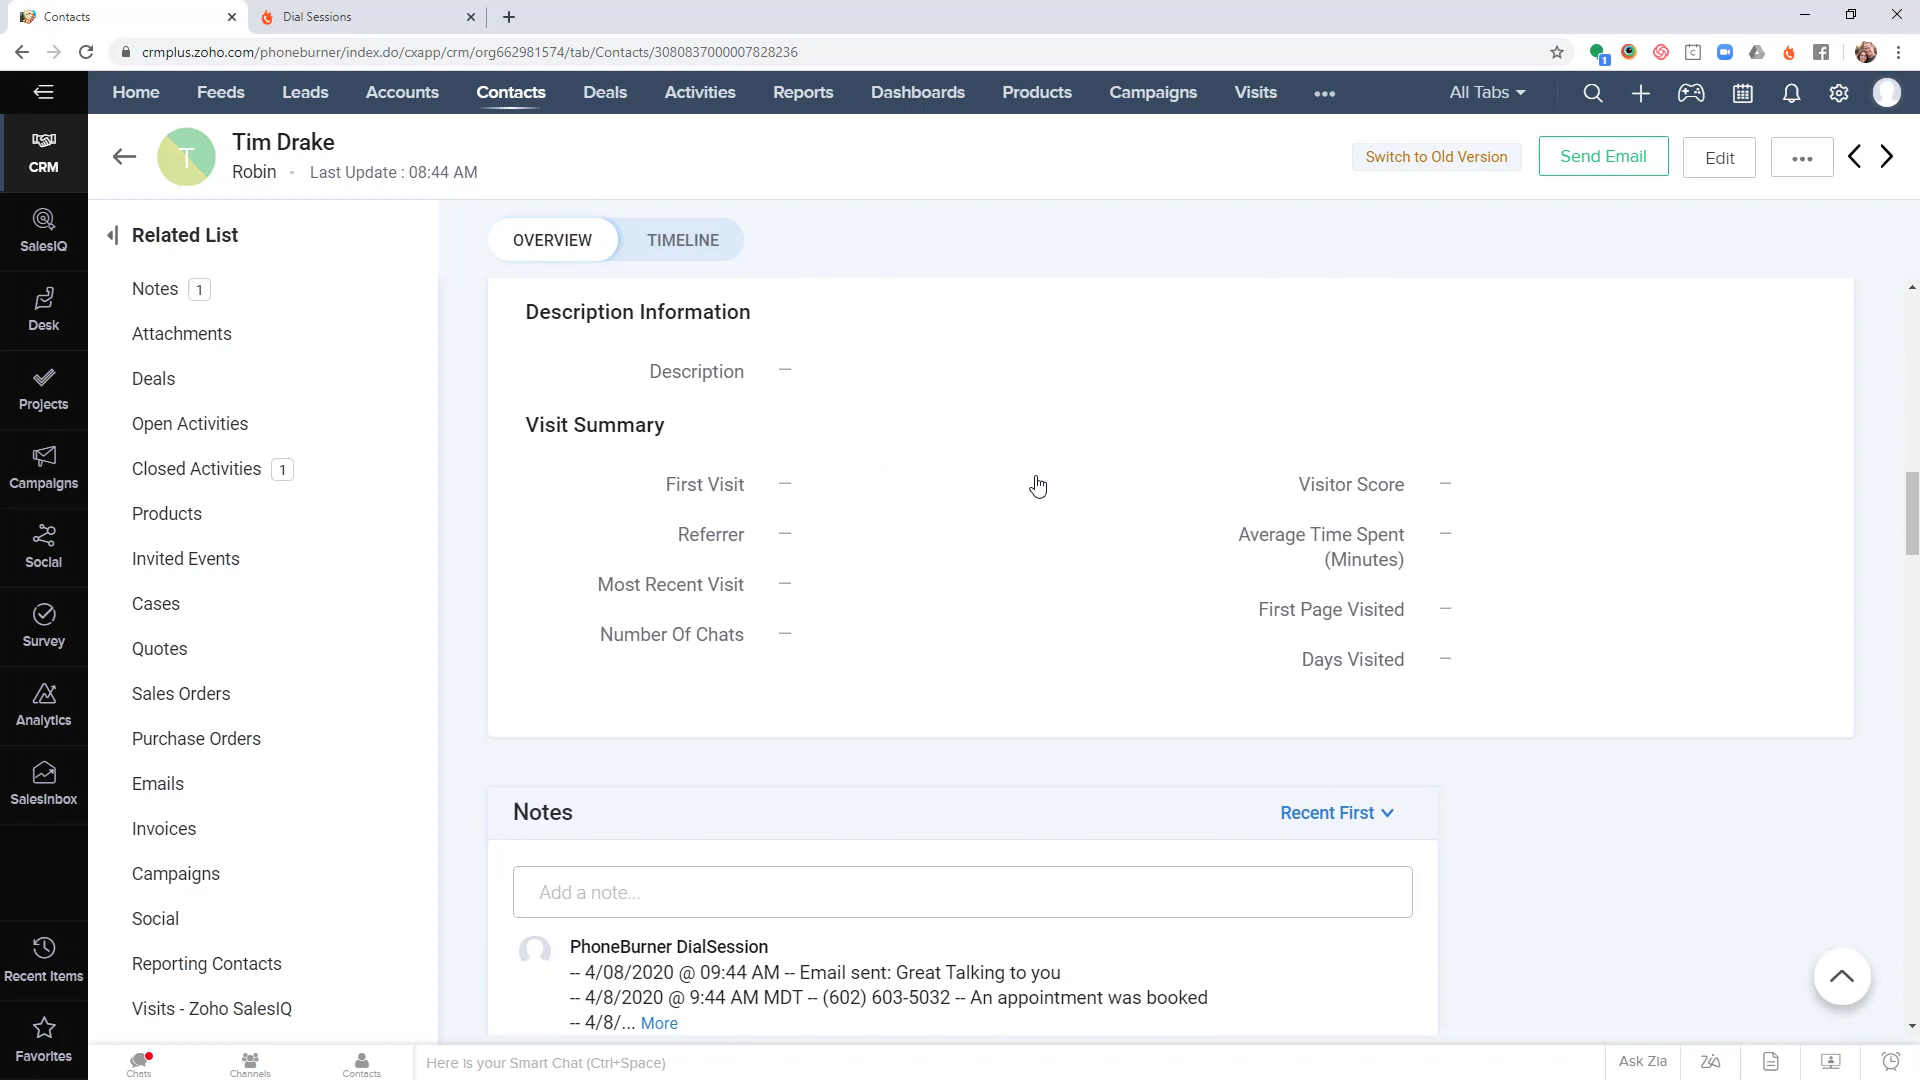 Contacts
Dial Sessions
crmplus.zoho.com/phoneburner/index.do/cxapp/crm/org662981574/tab/Contacts/3080837000007828236
1
Home
Feeds
Leads
Accounts
Contacts
Deals
Activities
Reports
Dashboards
Products
Campaigns
Visits
All Tabs
CRM
SalesIQ
Desk
Projects
Campaigns
Social
Survey
Analytics
SalesInbox
Recent Items
Favorites
T
Tim Drake
Robin
Last Update : 08:44 AM
Switch to Old Version
Send Email
Edit
Related List
Notes 1
Attachments
Deals
Open Activities
Closed Activities 1
Products
Invited Events
Cases
Quotes
Sales Orders
Purchase Orders
Emails
Invoices
Campaigns
Social
Reporting Contacts
Visits - Zoho SalesIQ
OVERVIEW
TIMELINE
Description Information
Description —
Visit Summary
First Visit —
Referrer —
Most Recent Visit —
Number Of Chats —
Visitor Score —
Average Time Spent
(Minutes) —
First Page Visited —
Days Visited —
Notes
Recent First
Add a note...
PhoneBurner DialSession
-- 4/08/2020 @ 09:44 AM -- Email sent: Great Talking to you
-- 4/8/2020 @ 9:44 AM MDT -- (602) 603-5032 -- An appointment was booked
-- 4/8/... More
Chats
Channels
Contacts
Here is your Smart Chat (Ctrl+Space)
Ask Zia